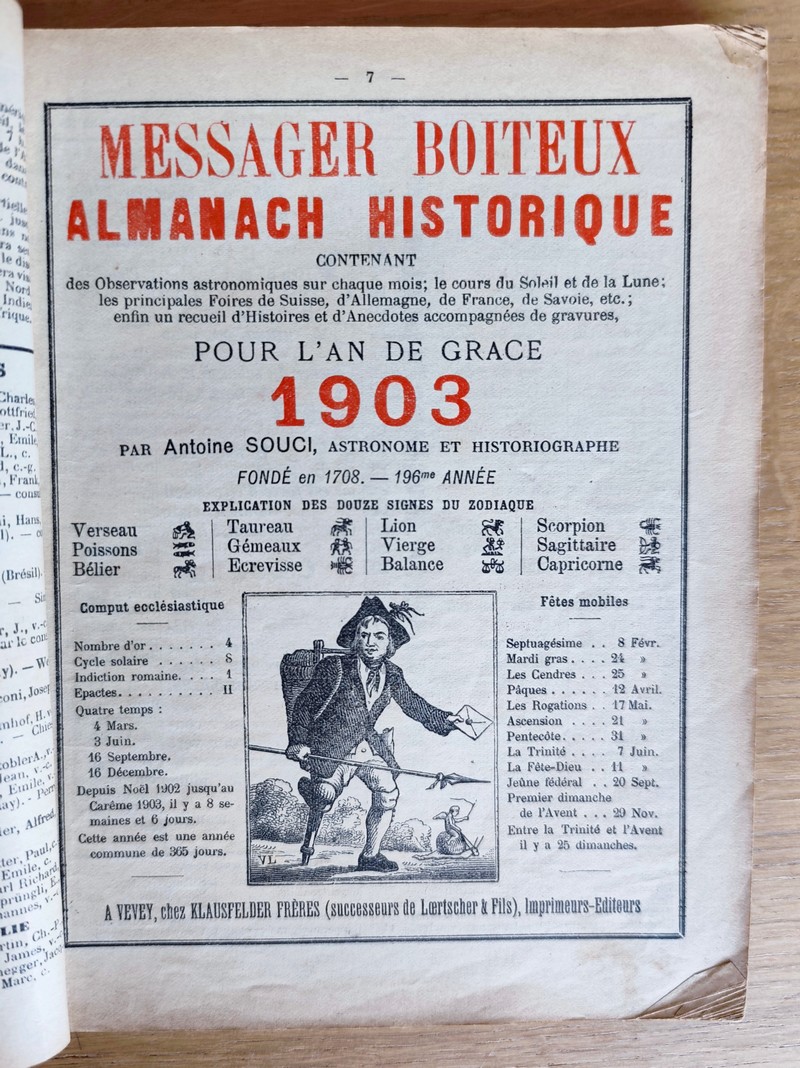 — 7 —
MESSAGER BOITEUX
ALMANACH HISTORIQUE
CONTENANT
des Observations astronomiques sur chaque mois; le cours du Soleil et de la Lune;
les principales Foires de Suisse, d'Allemagne, de France, de Savoie, etc.;
enfin un recueil d'Histoires et d'Anecdotes accompagnées de gravures,
POUR L'AN DE GRACE
1903
PAR Antoine SOUCI, ASTRONOME ET HISTORIOGRAPHE
FONDÉ en 1708. — 196me ANNÉE
EXPLICATION DES DOUZE SIGNES DU ZODIAQUE
Verseau
Poissons
Bélier
Taureau
Gémeaux
Ecrevisse
Lion
Vierge
Balance
Scorpion
Sagittaire
Capricorne
Comput ecclésiastique
Nombre d'or . . . . . . . 4
Cycle solaire . . . . . . 8
Indiction romaine. . . . 1
Epactes. . . . . . . . . . II
Quatre temps :
4 Mars.
3 Juin.
16 Septembre.
16 Décembre.
Depuis Noël 1902 jusqu'au
Carême 1903, il y a 8 se-
maines et 6 jours.
Cette année est une année
commune de 365 jours.
VL
Fêtes mobiles
Septuagésime . . 8 Févr.
Mardi gras . . . . 24 »
Les Cendres . . . 25 »
Pâques . . . . . . 12 Avril.
Les Rogations . . 17 Mai.
Ascension . . . . 21 »
Pentecôte. . . . . 31 »
La Trinité . . . . 7 Juin.
La Fête-Dieu . . 11 »
Jeûne fédéral . . 20 Sept.
Premier dimanche
de l'Avent . . . 29 Nov.
Entre la Trinité et l'Avent
il y a 25 dimanches.
A VEVEY, chez KLAUSFELDER FRÈRES (successeurs de Lœrtscher & Fils), Imprimeurs-Editeurs